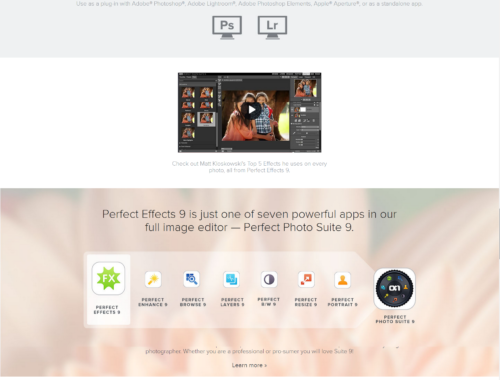 Use as a plug-in with Adobe® Photoshop®, Adobe Lightroom®, Adobe Photoshop Elements, Apple® Aperture®, or as a standalone app.
Ps Lr
Check out Matt Kloskowski's Top 5 Effects he uses on every
photo, all from Perfect Effects 9.
Perfect Effects 9 is just one of seven powerful apps in our
full image editor — Perfect Photo Suite 9.
FX
on
PERFECT
EFFECTS 9
PERFECT
ENHANCE 9
PERFECT
BROWSE 9
PERFECT
LAYERS 9
PERFECT
B/W 9
PERFECT
RESIZE 9
PERFECT
PORTRAIT 9
PERFECT
PHOTO SUITE 9
photographer. Whether you are a professional or pro-sumer you will love Suite 9!
Learn more »